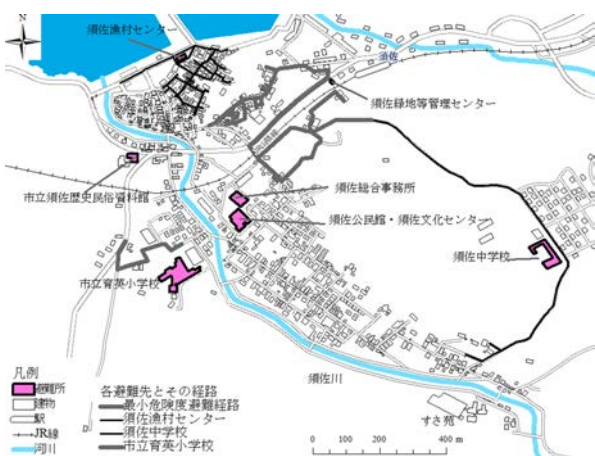 須佐漁村センター
須佐
須佐緑地等管理センター
市立須佐歴史民俗資料館
須佐総合事務所
須佐公民館・須佐文化センター
須佐中学校
市立育英小学校
須佐川
すさ苑
凡例
避難所
建物
駅
JR線
河川
各避難先とその経路
最小危険度避難経路
須佐漁村センター
須佐中学校
市立育英小学校
0 100 200 400 m